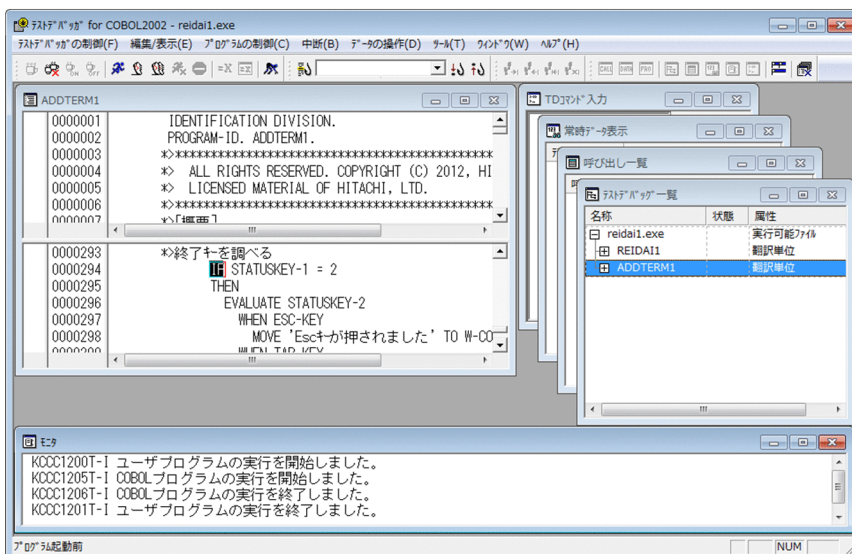 ﾃｽﾄﾃﾞﾊﾞｯｶﾞ for COBOL2002 - reidai1.exe
ﾃｽﾄﾃﾞﾊﾞｯｶﾞの制御(F) 編集/表示(E) ﾌﾟﾛｸﾞﾗﾑの制御(C) 中断(B) ﾃﾞｰﾀの操作(D) ﾂｰﾙ(T) ｳｨﾝﾄﾞｳ(W) ﾍﾙﾌﾟ(H)
ADDTERM1
0000001 IDENTIFICATION DIVISION.
0000002 PROGRAM-ID. ADDTERM1.
0000003
0000004 *> ALL RIGHTS RESERVED. COPYRIGHT (C) 2012, HI
0000005 *> LICENSED MATERIAL OF HITACHI, LTD.
0000006
0000007 *>[概要]
0000293 *>終了キーを調べる
0000294 IF STATUSKEY-1 = 2
0000295 THEN
0000296 EVALUATE STATUSKEY-2
0000297 WHEN ESC-KEY
0000298 MOVE 'Escｷｰが押されました' TO W-CO
0000299 WHEN TAB-KEY
TDｺﾏﾝﾄﾞ入力
常時ﾃﾞｰﾀ表示
呼び出し一覧
ﾃｽﾄﾃﾞﾊﾞｯｸﾞ一覧
名称 状態 属性
reidai1.exe 実行可能ﾌｧｲﾙ
REIDAI1 翻訳単位
ADDTERM1 翻訳単位
ﾓﾆﾀ
KCCC1200T-I ユーザプログラムの実行を開始しました。
KCCC1205T-I COBOLプログラムの実行を開始しました。
KCCC1206T-I COBOLプログラムの実行を終了しました。
KCCC1201T-I ユーザプログラムの実行を終了しました。
ﾌﾟﾛｸﾞﾗﾑ起動前 NUM